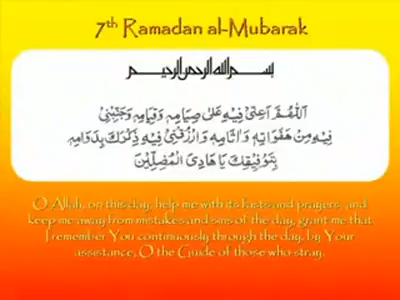 7th Ramadan al-Mubarak
بسم الله الرحمن الرحيم
اَللّٰهُمَّ اَعِنِّيْ فِيْهِ عَلٰى صِيَامِهٖ وَقِيَامِهٖ وَجَنِّبْنِيْ
فِيْهِ مِنْ هَفَوَاتِهٖ وَاٰثَامِهٖ وَارْزُقْنِيْ فِيْهِ ذِكْرَكَ بِدَوَامِهٖ
بِتَوْفِيْقِكَ يَا هَادِيَ الْمُضِلِّيْنَ
O Allah, on this day, help me with its fasts and prayers, and
keep me away from mistakes and sins of the day, grant me that
I remember You continuously through the day, by Your
assistance, O the Guide of those who stray.